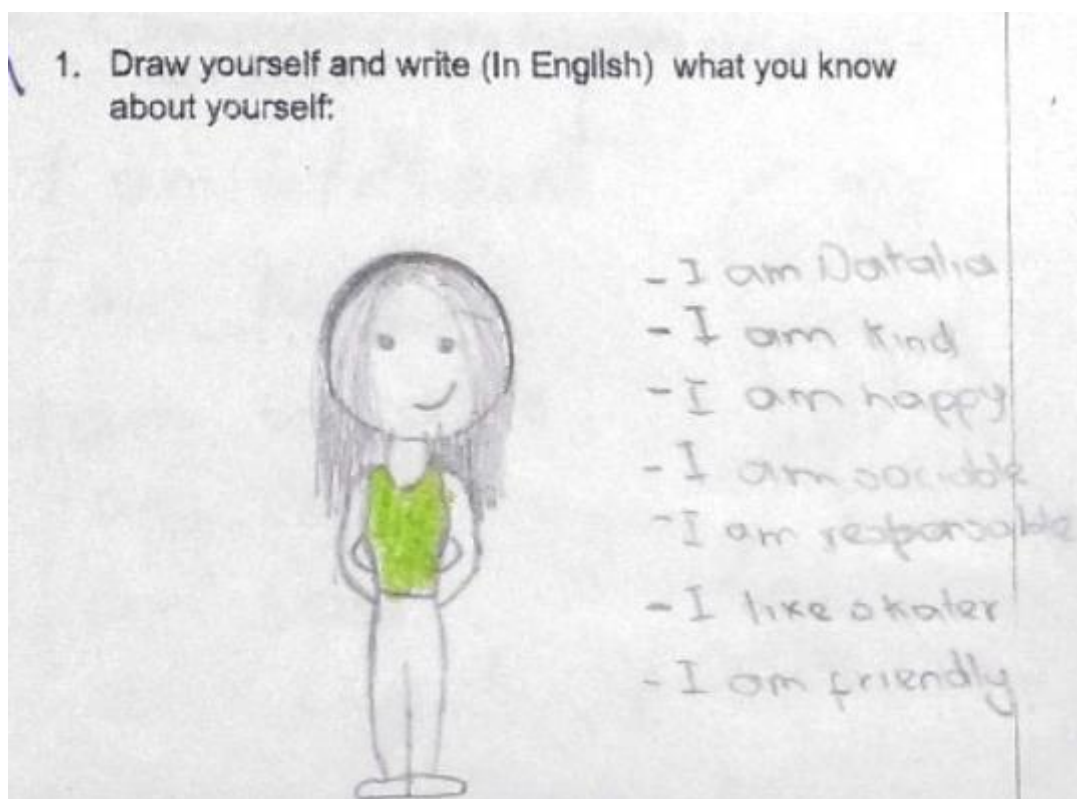 1. Draw yourself and write (In English) what you know
about yourself:
- I am Datalia
- I am kind
- I am happy
- I am sociable
- I am responsable
- I like skater
- I am friendly